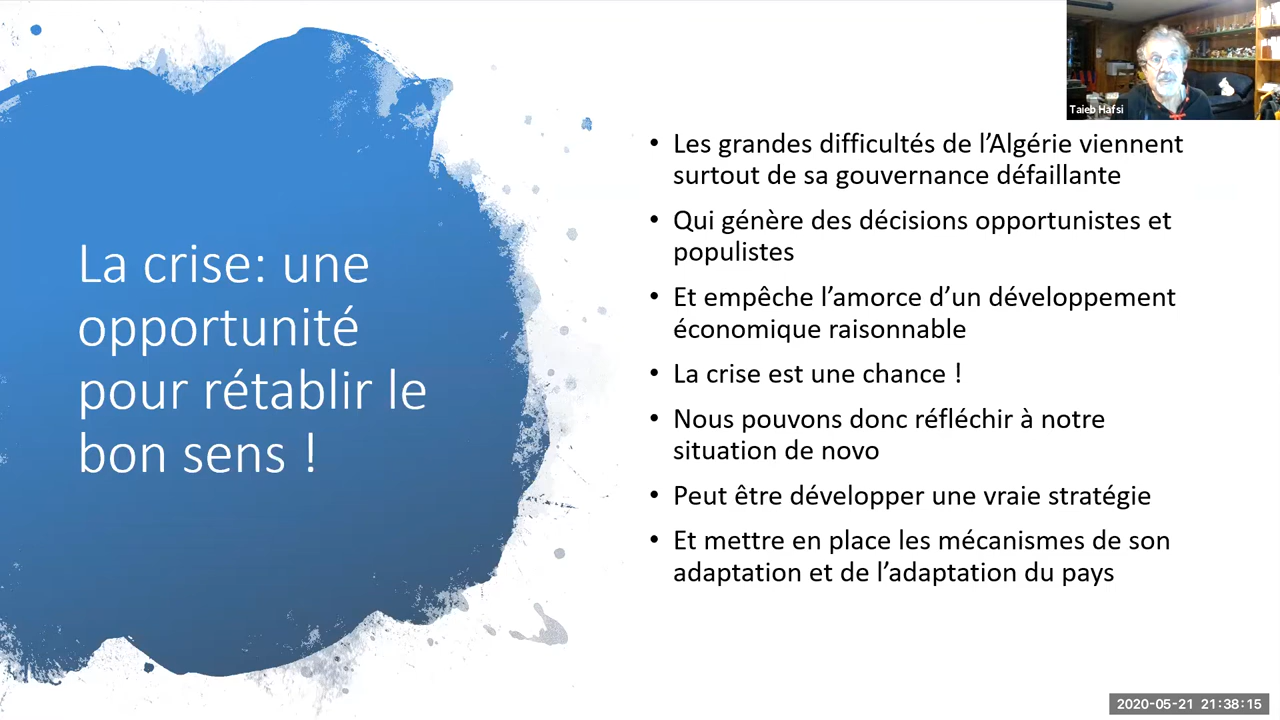 La crise: une
opportunité
pour rétablir le
bon sens !
Taieb Hafsi
• Les grandes difficultés de l’Algérie viennent
surtout de sa gouvernance défaillante
• Qui génère des décisions opportunistes et
populistes
• Et empêche l’amorce d’un développement
économique raisonnable
• La crise est une chance !
• Nous pouvons donc réfléchir à notre
situation de novo
• Peut être développer une vraie stratégie
• Et mettre en place les mécanismes de son
adaptation et de l’adaptation du pays
2020-05-21 21:38:15